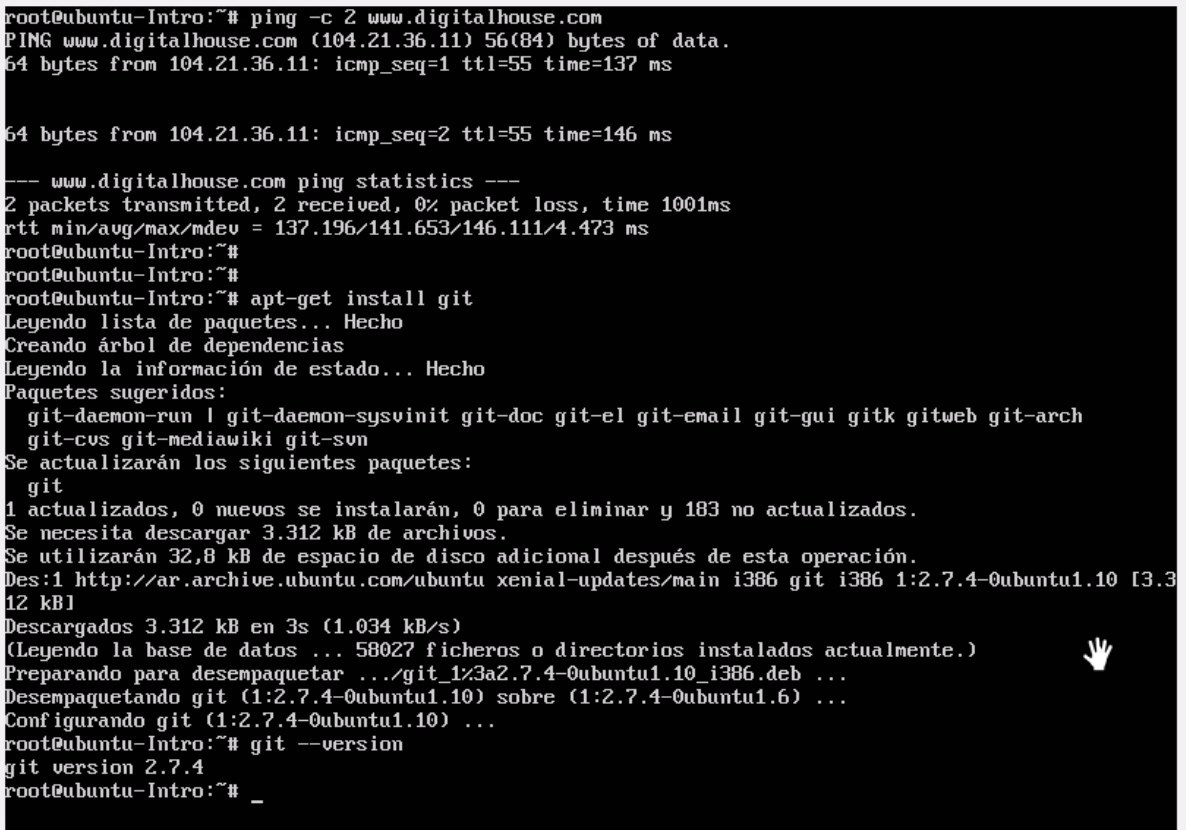 root@ubuntu-Intro:~# ping -c 2 www.digitalhouse.com
PING www.digitalhouse.com (104.21.36.11) 56(84) bytes of data.
64 bytes from 104.21.36.11: icmp_seq=1 ttl=55 time=137 ms
64 bytes from 104.21.36.11: icmp_seq=2 ttl=55 time=146 ms
--- www.digitalhouse.com ping statistics ---
2 packets transmitted, 2 received, 0% packet loss, time 1001ms
rtt min/avg/max/mdev = 137.196/141.653/146.111/4.473 ms
root@ubuntu-Intro:~#
root@ubuntu-Intro:~#
root@ubuntu-Intro:~# apt-get install git
Leyendo lista de paquetes... Hecho
Creando árbol de dependencias
Leyendo la información de estado... Hecho
Paquetes sugeridos:
  git-daemon-run | git-daemon-sysvinit git-doc git-el git-email git-gui gitk gitweb git-arch
  git-cvs git-mediawiki git-svn
Se actualizarán los siguientes paquetes:
  git
1 actualizados, 0 nuevos se instalarán, 0 para eliminar y 183 no actualizados.
Se necesita descargar 3.312 kB de archivos.
Se utilizarán 32,8 kB de espacio de disco adicional después de esta operación.
Des:1 http://ar.archive.ubuntu.com/ubuntu xenial-updates/main i386 git i386 1:2.7.4-0ubuntu1.10 [3.3
12 kB]
Descargados 3.312 kB en 3s (1.034 kB/s)
(Leyendo la base de datos ... 58027 ficheros o directorios instalados actualmente.)
Preparando para desempaquetar .../git_1%3a2.7.4-0ubuntu1.10_i386.deb ...
Desempaquetando git (1:2.7.4-0ubuntu1.10) sobre (1:2.7.4-0ubuntu1.6) ...
Configurando git (1:2.7.4-0ubuntu1.10) ...
root@ubuntu-Intro:~# git --version
git version 2.7.4
root@ubuntu-Intro:~# _